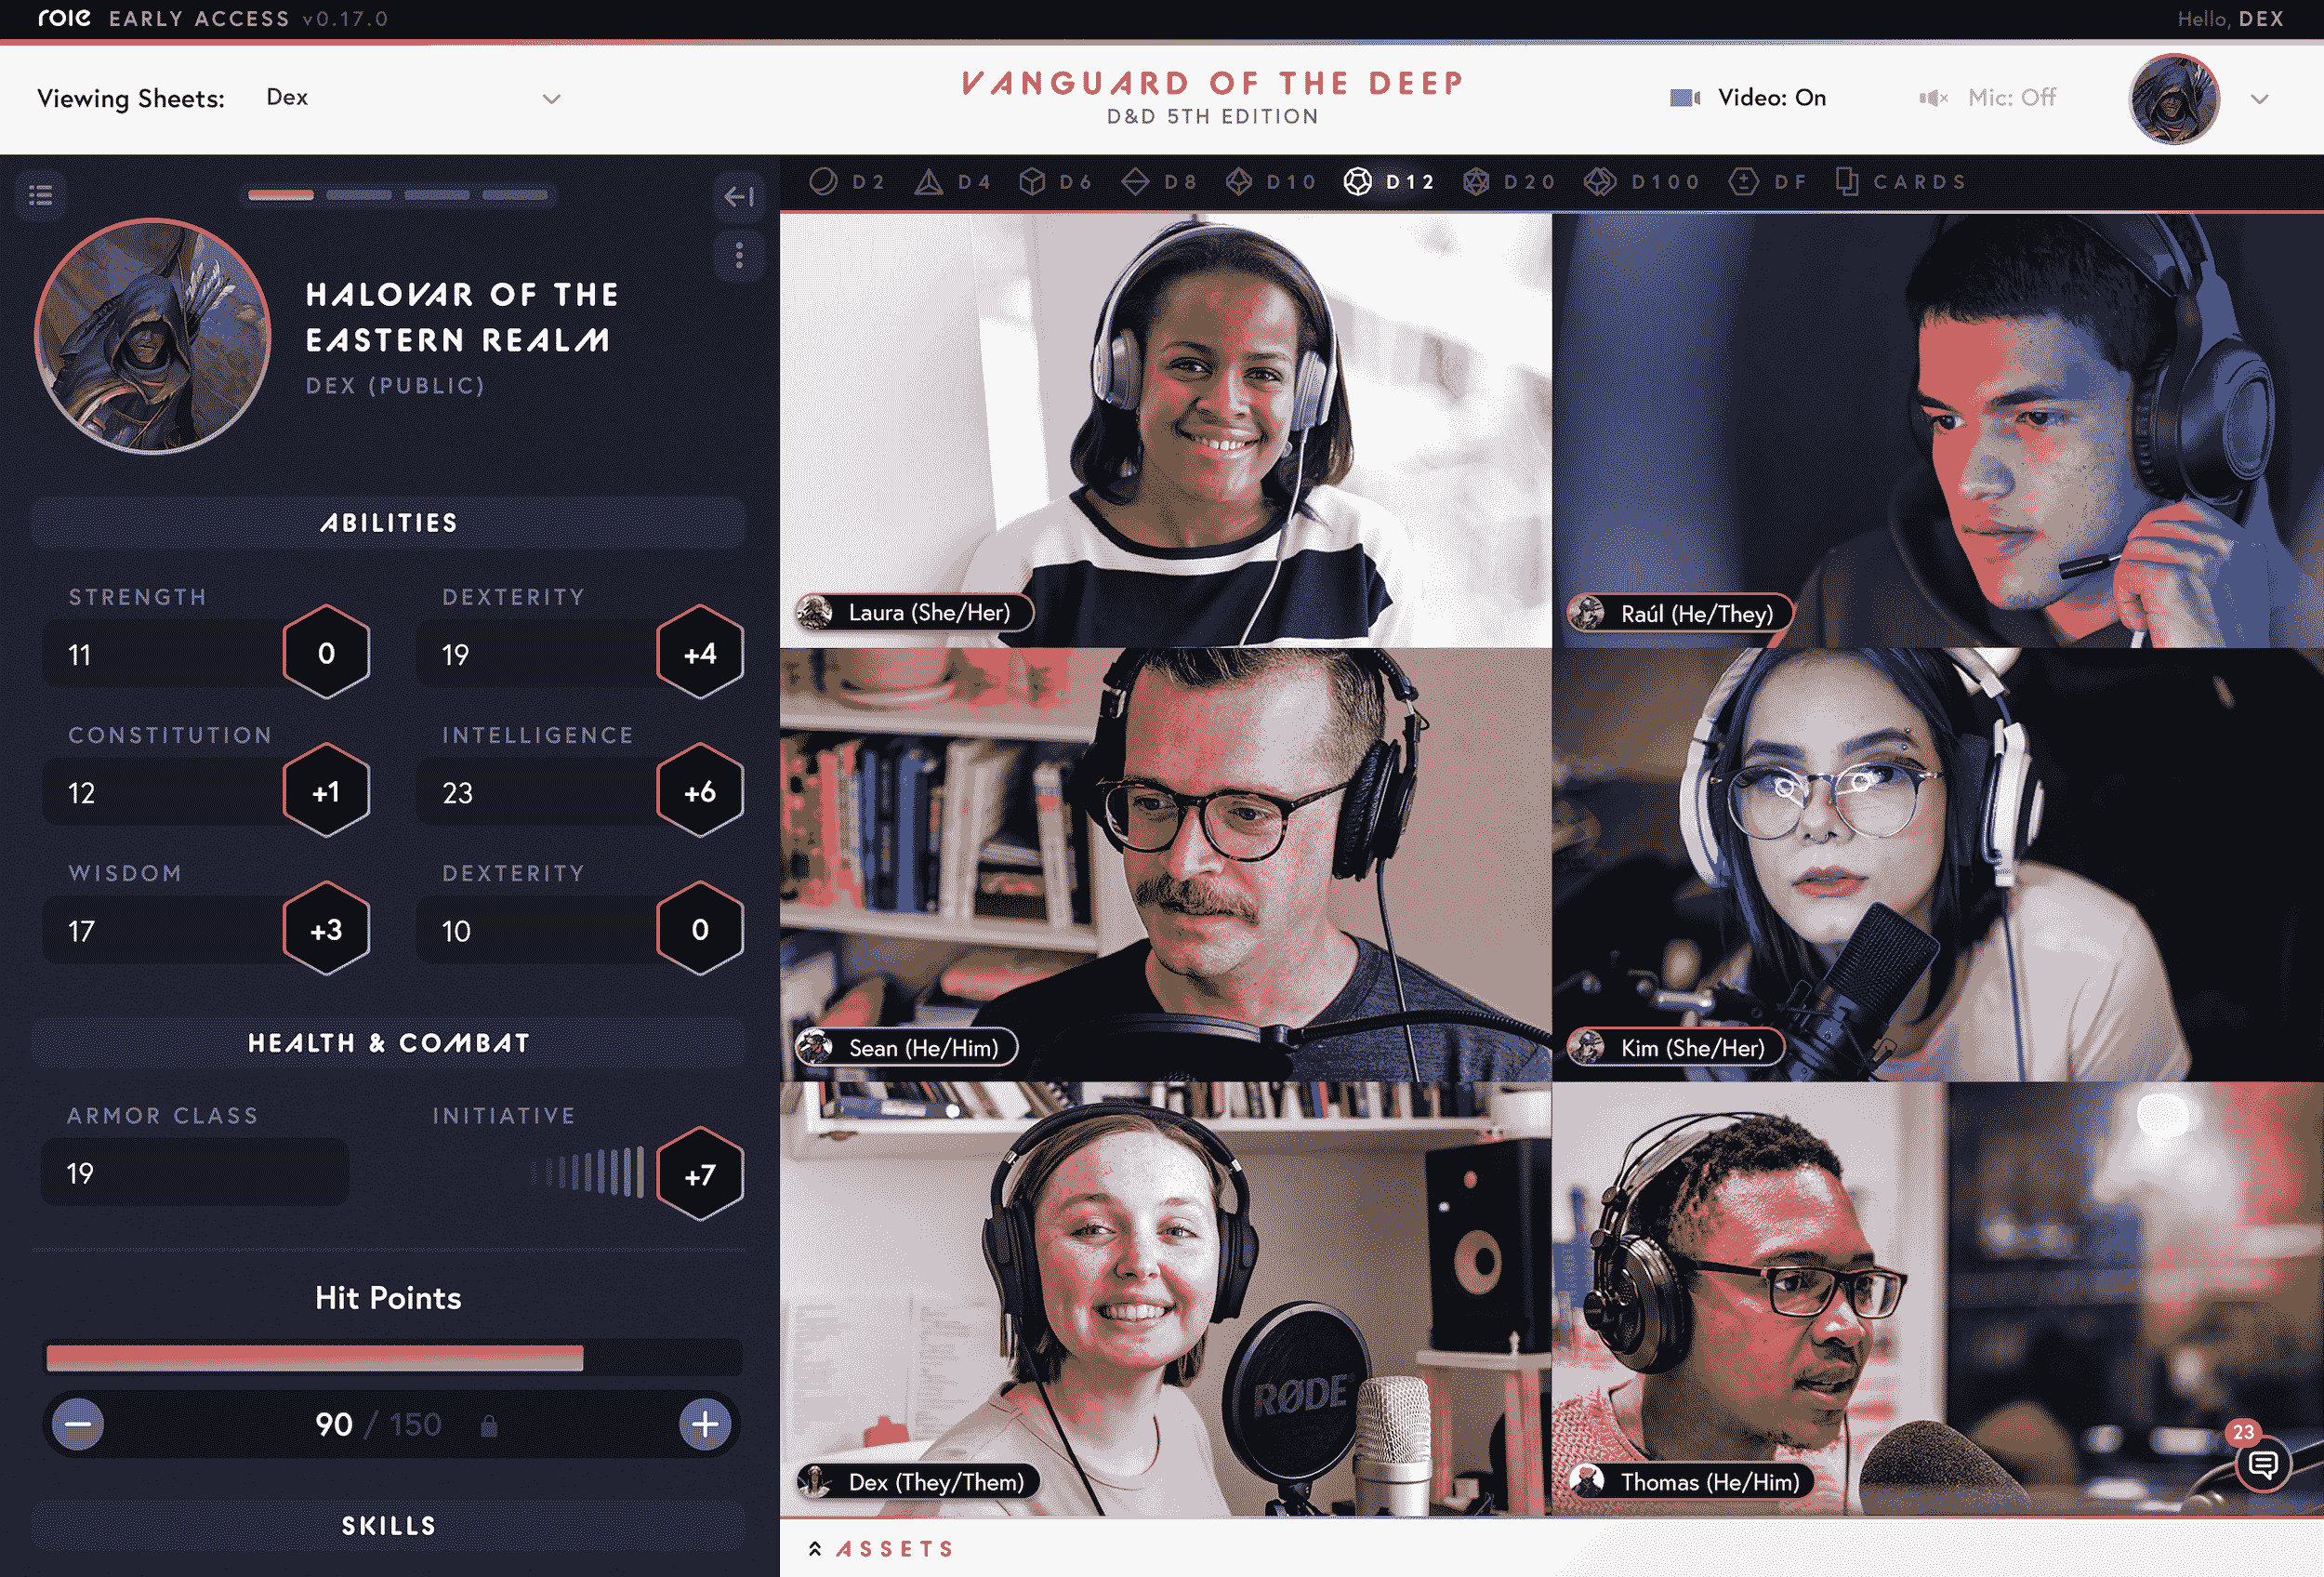 role EARLY ACCESS v0.17.0
Hello, DEX
Viewing Sheets: Dex
VANGUARD OF THE DEEP
D&D 5TH EDITION
Video: On
Mic: Off
D2 D4 D6 D8 D10 D12 D20 D100 DF CARDS
HALOVAR OF THE
EASTERN REALM
DEX (PUBLIC)
ABILITIES
STRENGTH DEXTERITY
11 0 19 +4
CONSTITUTION INTELLIGENCE
12 +1 23 +6
WISDOM DEXTERITY
17 +3 10 0
HEALTH & COMBAT
ARMOR CLASS INITIATIVE
19 +7
Hit Points
90 / 150
SKILLS
Laura (She/Her)
Raúl (He/They)
Sean (He/Him)
Kim (She/Her)
RØDE
Dex (They/Them)
Thomas (He/Him)
23
ASSETS